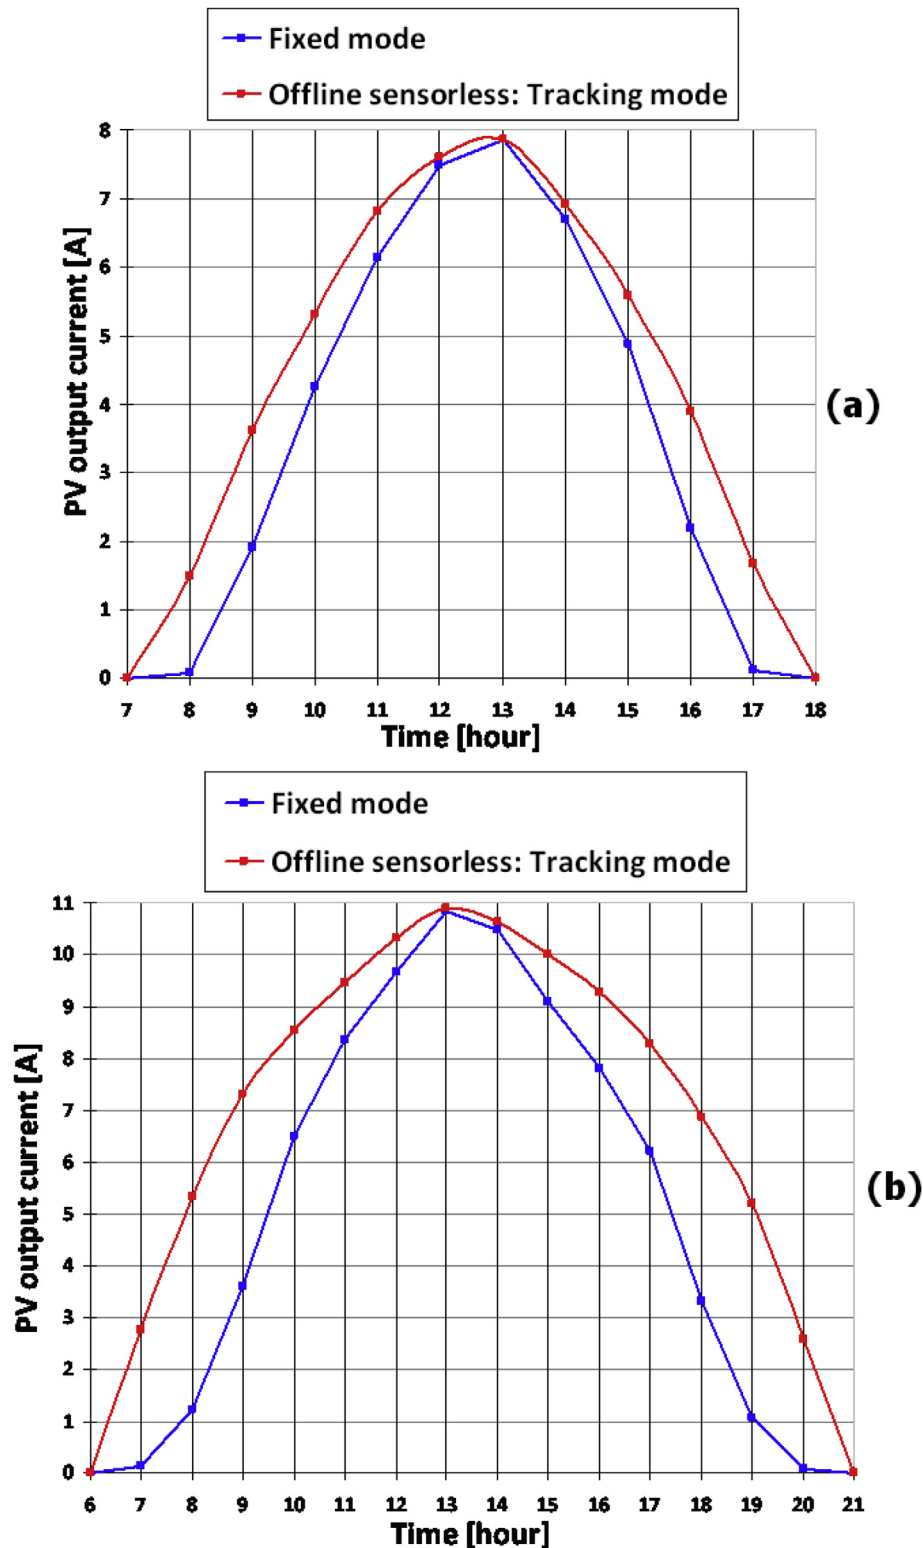 Fixed mode
Offline sensorless: Tracking mode
8
7
6
5
4
3
2
1
0
PV output current [A]
7 8 9 10 11 12 13 14 15 16 17 18
Time [hour]
(a)
Fixed mode
Offline sensorless: Tracking mode
11
10
9
8
7
6
5
4
3
2
1
0
PV output current [A]
6 7 8 9 10 11 12 13 14 15 16 17 18 19 20 21
Time [hour]
(b)